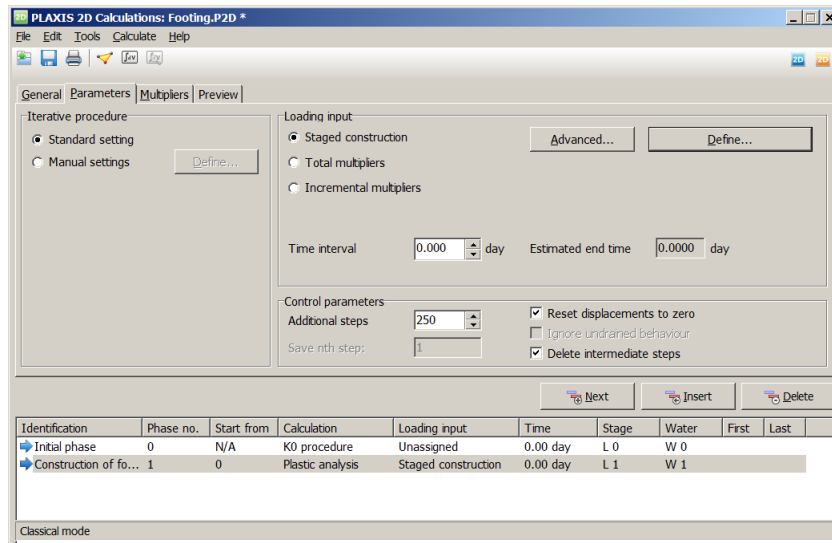 PLAXIS 2D Calculations: Footing.P2D *
File Edit Tools Calculate Help
General Parameters Multipliers Preview
Iterative procedure
Standard setting
Manual settings Define...
Loading input
Staged construction Advanced... Define...
Total multipliers
Incremental multipliers
Time interval 0.000 day Estimated end time 0.0000 day
Control parameters
Additional steps 250 Reset displacements to zero
Ignore undrained behaviour
Save nth step: 1 Delete intermediate steps
Next Insert Delete
Identification Phase no. Start from Calculation Loading input Time Stage Water First Last
Initial phase 0 N/A K0 procedure Unassigned 0.00 day L 0 W 0
Construction of fo... 1 0 Plastic analysis Staged construction 0.00 day L 1 W 1
Classical mode